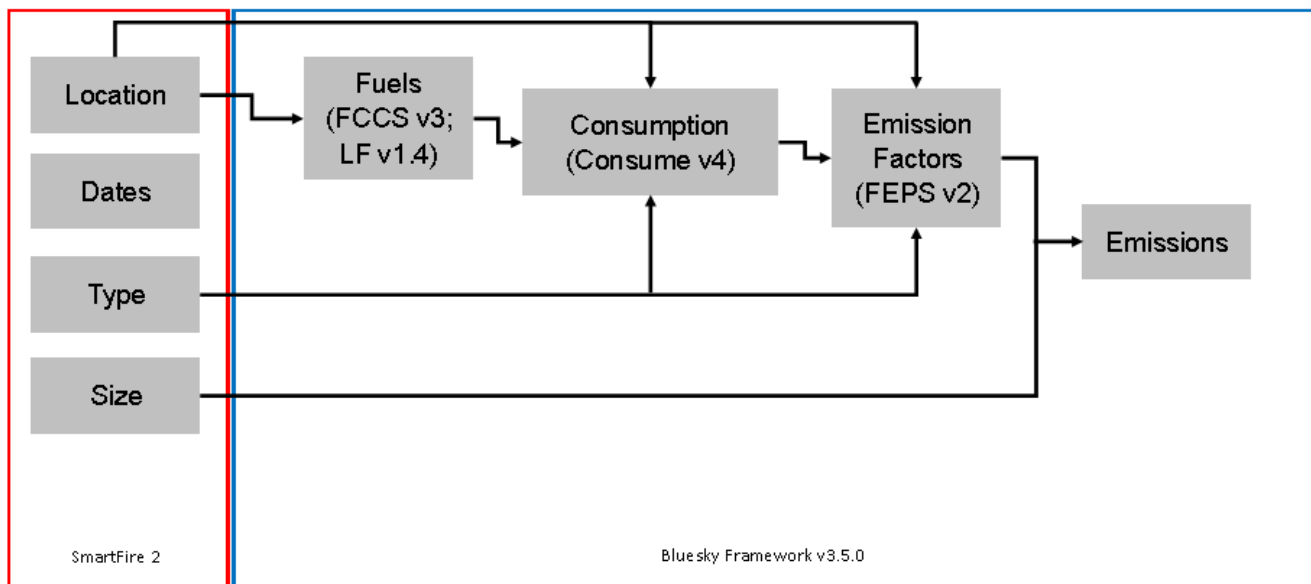 Location
Dates
Type
Size
SmartFire 2
Fuels
(FCCS v3;
LF v1.4)
Consumption
(Consume v4)
Emission
Factors
(FEPS v2)
Emissions
Bluesky Framework v3.5.0